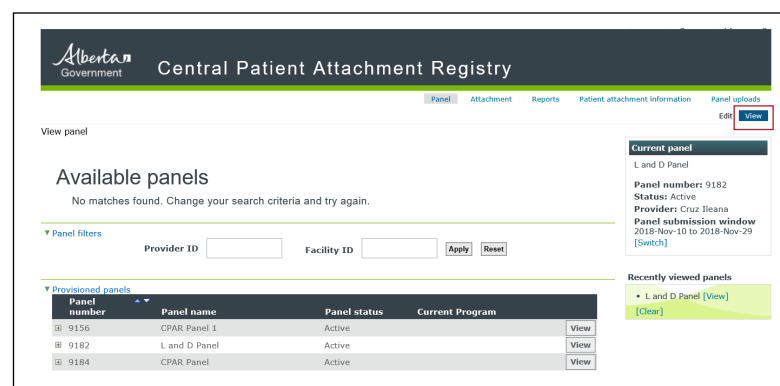 Alberta
Government
Central Patient Attachment Registry
Panel Attachment Reports Patient attachment information Panel uploads
Edit View
View panel
Available panels
No matches found. Change your search criteria and try again.
Panel filters
Provider ID Facility ID Apply Reset
Provisioned panels
Panel number Panel name Panel status Current Program
9156 CPAR Panel 1 Active View
9182 L and D Panel Active View
9184 CPAR Panel Active View
Current panel
L and D Panel
Panel number: 9182
Status: Active
Provider: Cruz Ileana
Panel submission window
2018-Nov-10 to 2018-Nov-29
[Switch]
Recently viewed panels
• L and D Panel [View]
[Clear]